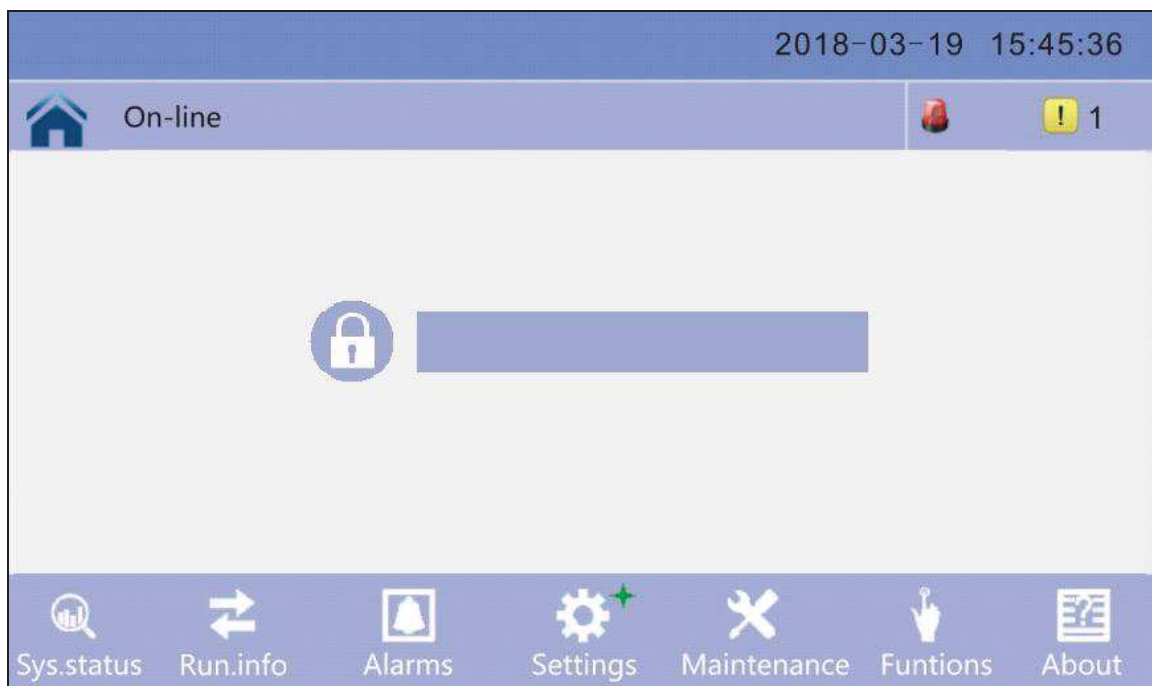 2018-03-19 15:45:36
On-line
! 1
Sys.status Run.info Alarms Settings Maintenance Funtions About